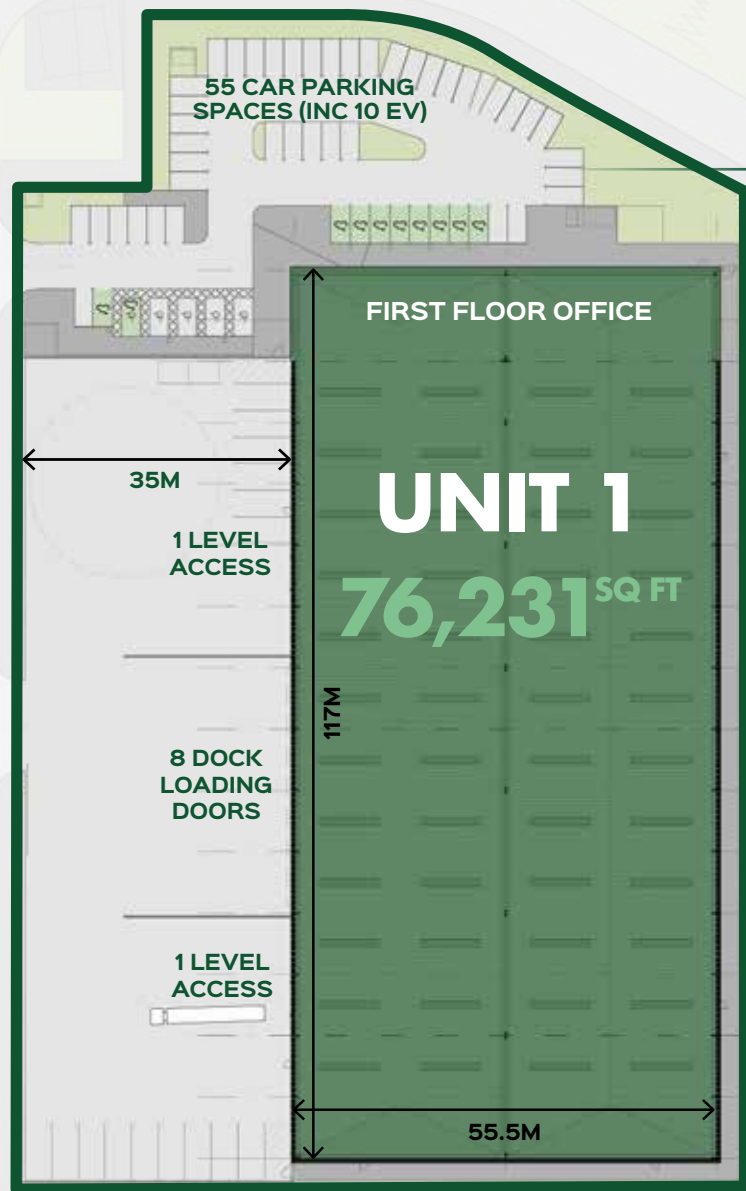 55 CAR PARKING
SPACES (INC 10 EV)
FIRST FLOOR OFFICE
35M
UNIT 1
1 LEVEL
ACCESS
76,231 SQ FT
117M
8 DOCK
LOADING
DOORS
1 LEVEL
ACCESS
55.5M